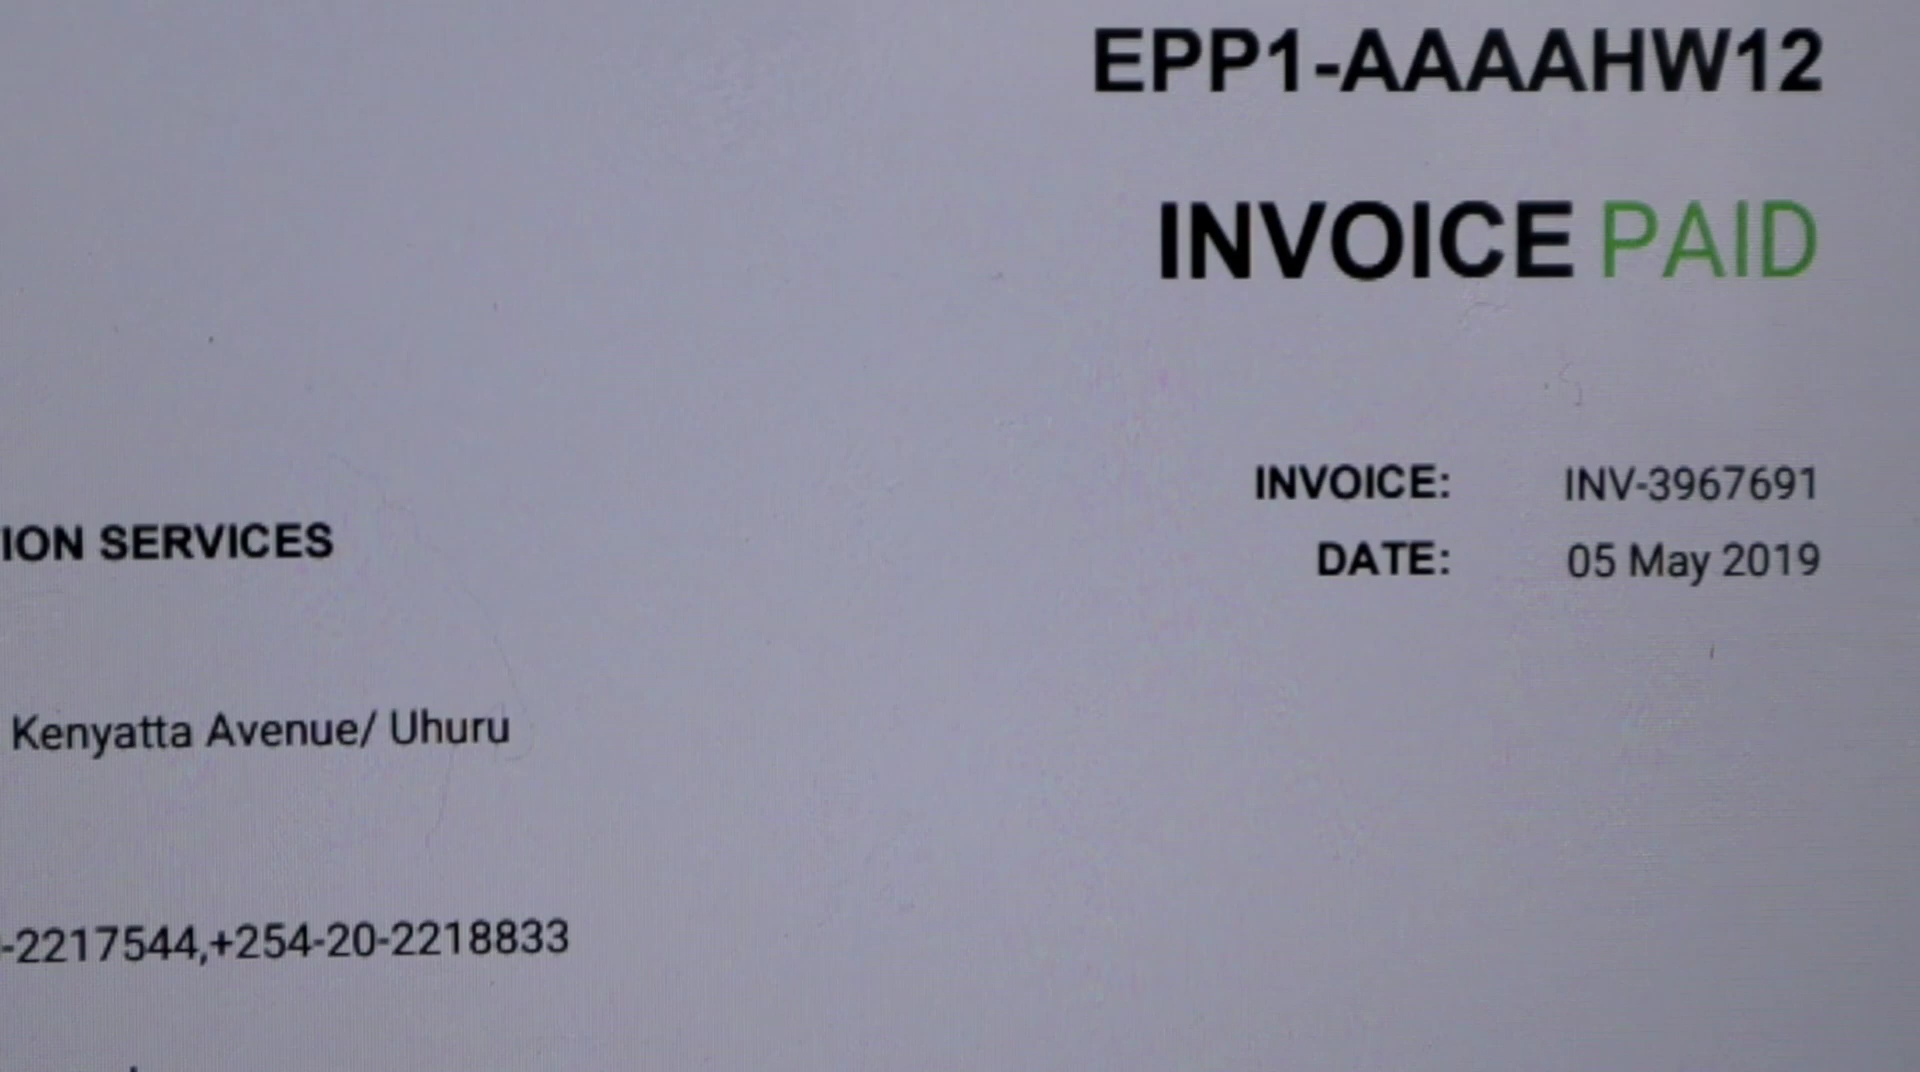 EPP1-AAAAHW12
INVOICE PAID
INVOICE: INV-3967691
DATE: 05 May 2019
ION SERVICES
Kenyatta Avenue/ Uhuru
-2217544,+254-20-2218833